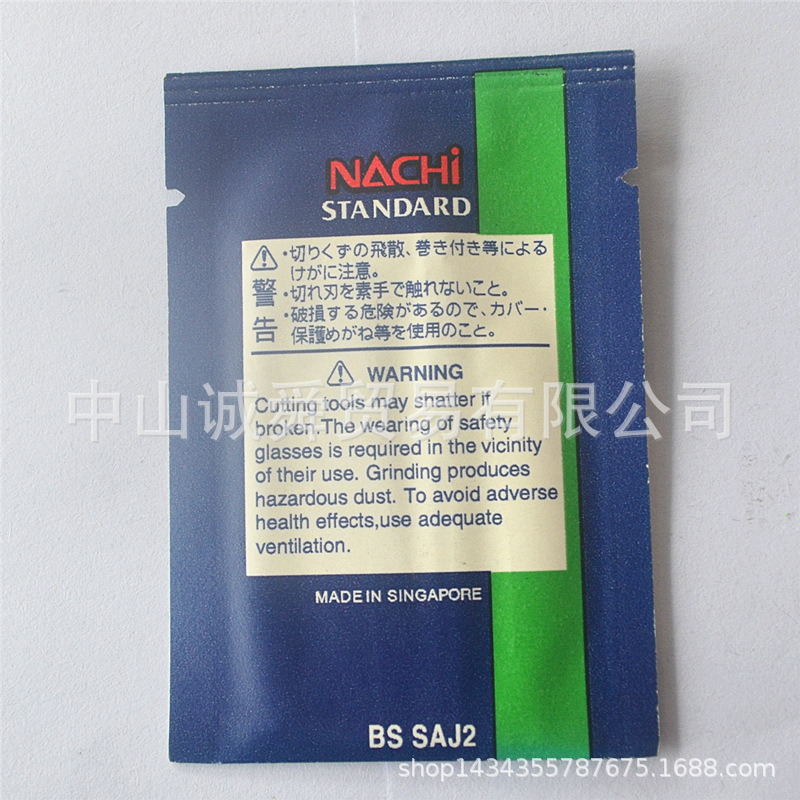 NACHi
STANDARD
・切りくずの飛散、巻き付き等による
けがに注意。
警告
・切れ刃を素手で触れないこと。
・破損する危険があるので、カバー・
保護めがね等を使用のこと。
WARNING
Cutting tools may shatter if
broken.The wearing of safety
glasses is required in the vicinity
of their use. Grinding produces
hazardous dust. To avoid adverse
health effects,use adequate
ventilation.
中山诚舜贸易有限公司
MADE IN SINGAPORE
BS SAJ2
shop1434355787675.1688.com